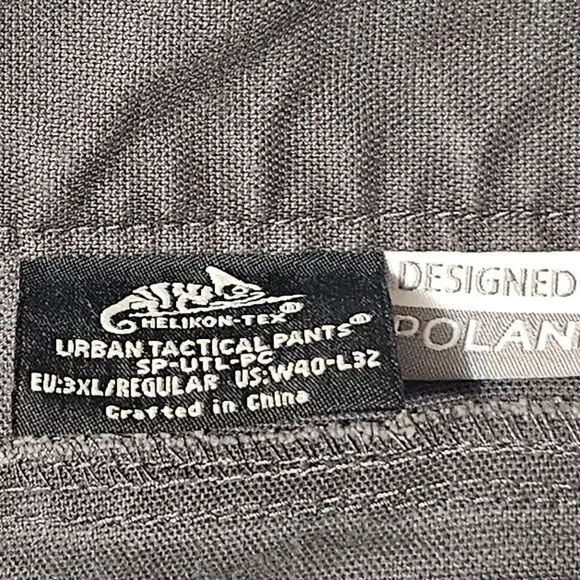 HELIKON-TEX®
URBAN TACTICAL PANTS®
SP-UTL-PC
EU:3XL/REGULAR US:W40-L32
Crafted in China
DESIGNED
POLAN